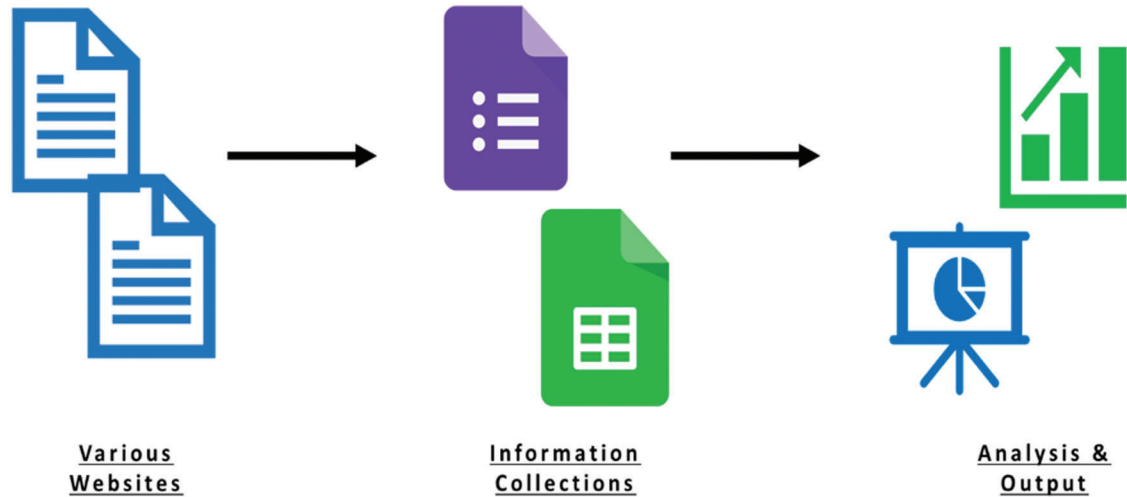 Various
Websites
Information
Collections
Analysis &
Output